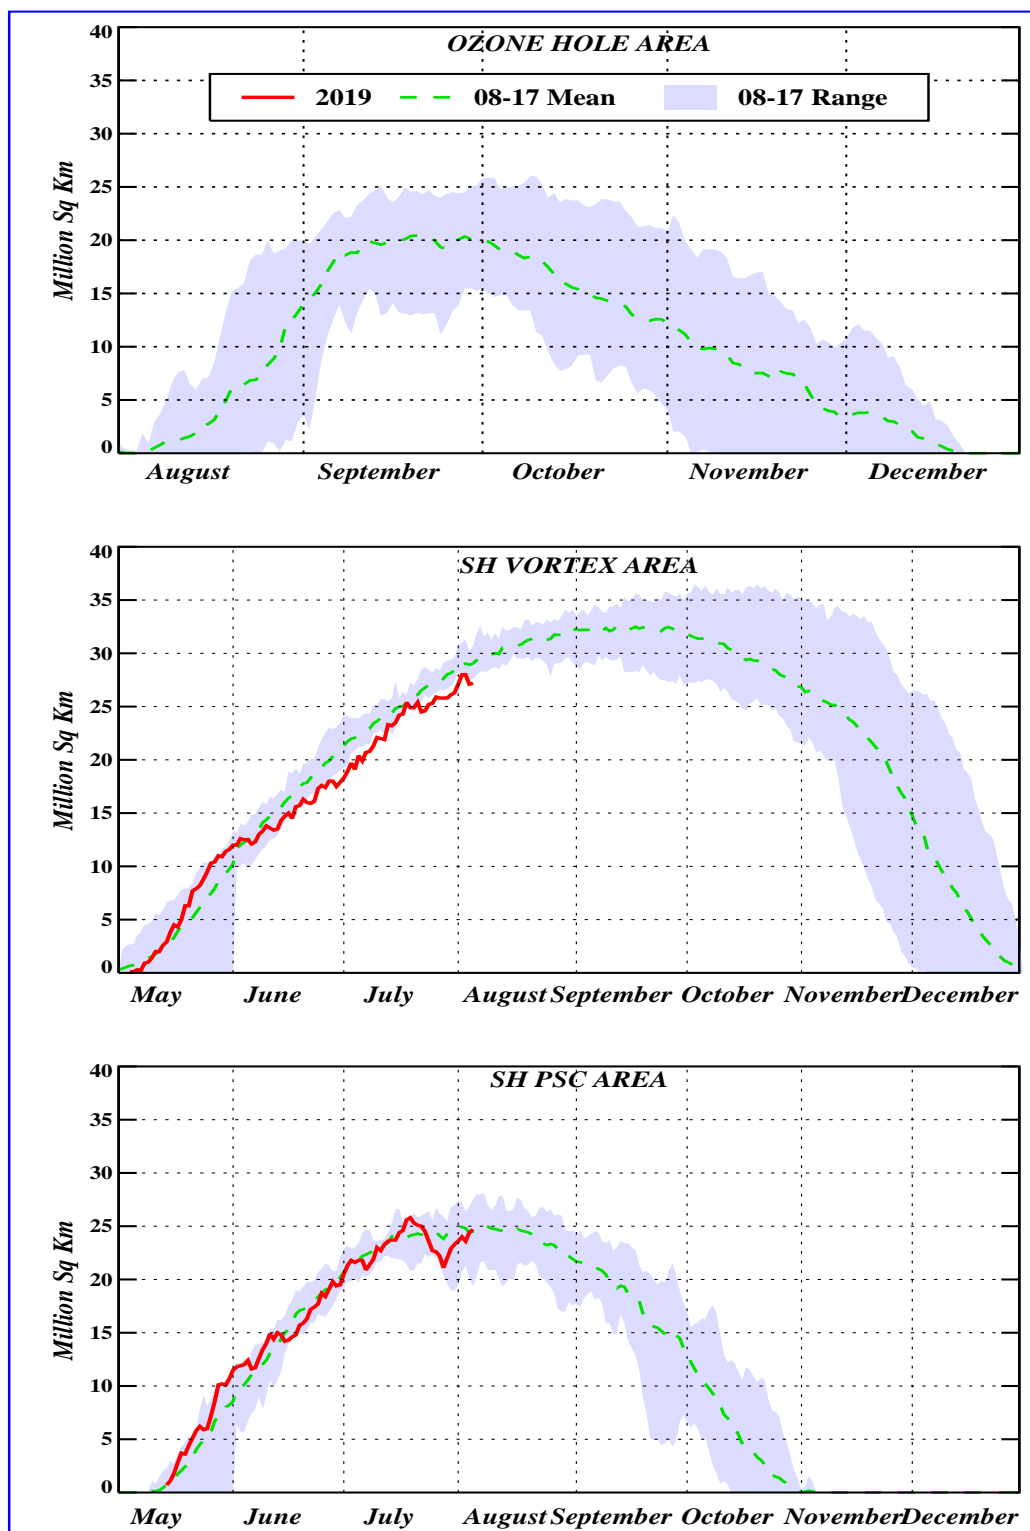 OZONE HOLE AREA
2019 08-17 Mean 08-17 Range
Million Sq Km
40
35
30
25
20
15
10
5
0
August September October November December
SH VORTEX AREA
Million Sq Km
40
35
30
25
20
15
10
5
0
May June July August September October November December
SH PSC AREA
Million Sq Km
40
35
30
25
20
15
10
5
0
May June July August September October November December